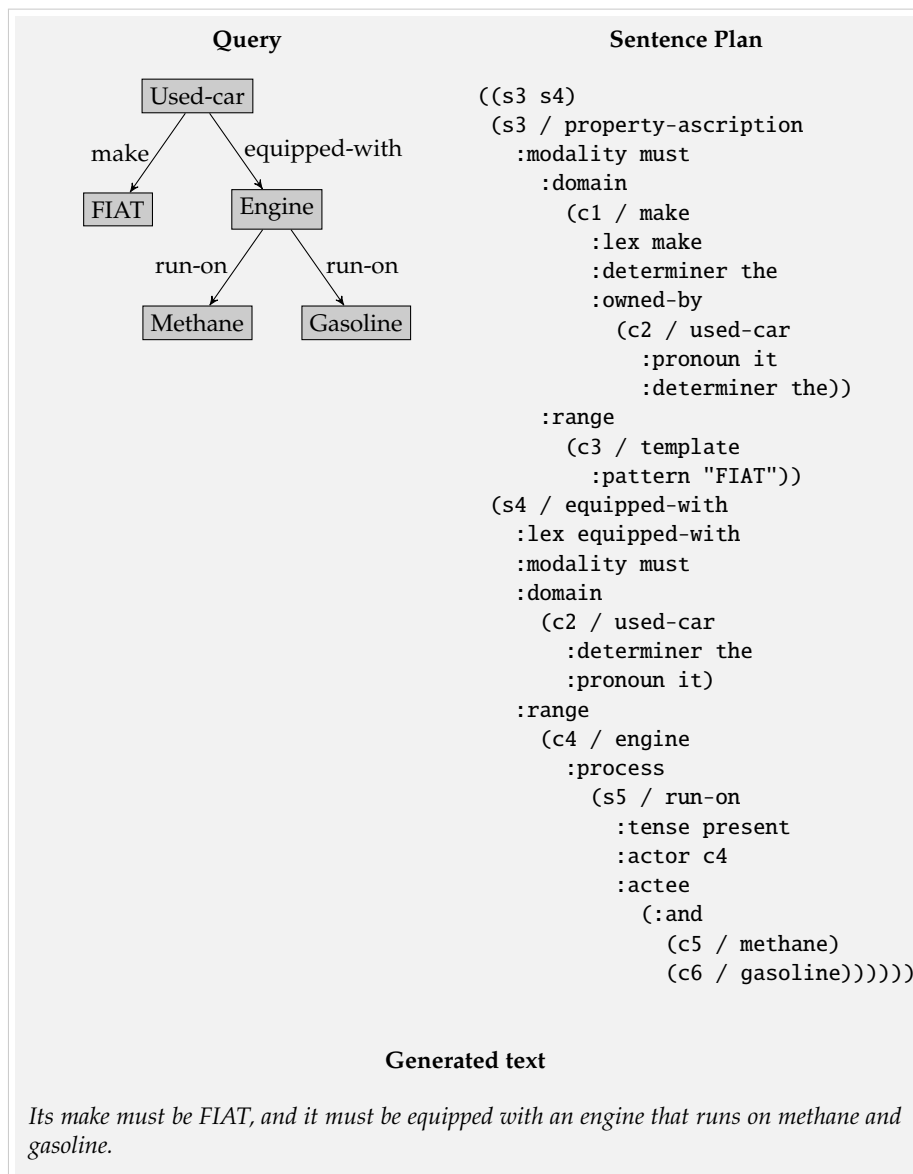 Query
Used-car
make
equipped-with
FIAT
Engine
run-on
run-on
Methane
Gasoline
Sentence Plan
((s3 s4)
(s3 / property-ascription
:modality must
:domain
(c1 / make
:lex make
:determiner the
:owned-by
(c2 / used-car
:pronoun it
:determiner the))
:range
(c3 / template
:pattern "FIAT"))
(s4 / equipped-with
:lex equipped-with
:modality must
:domain
(c2 / used-car
:determiner the
:pronoun it)
:range
(c4 / engine
:process
(s5 / run-on
:tense present
:actor c4
:actee
(:and
(c5 / methane)
(c6 / gasoline))))))
Generated text
Its make must be FIAT, and it must be equipped with an engine that runs on methane and
gasoline.